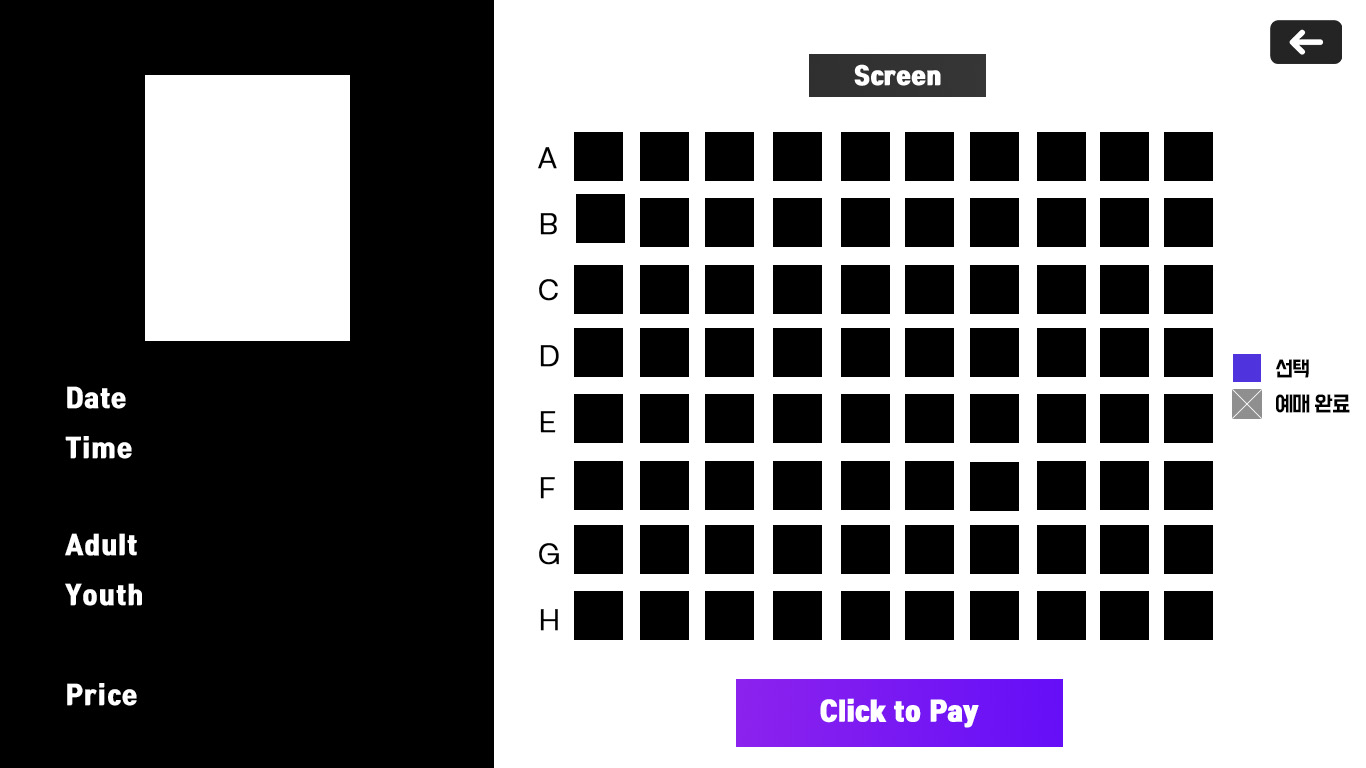 Screen
A
B
C
D
E
F
G
H
선택
예매 완료
Date
Time
Adult
Youth
Price
Click to Pay